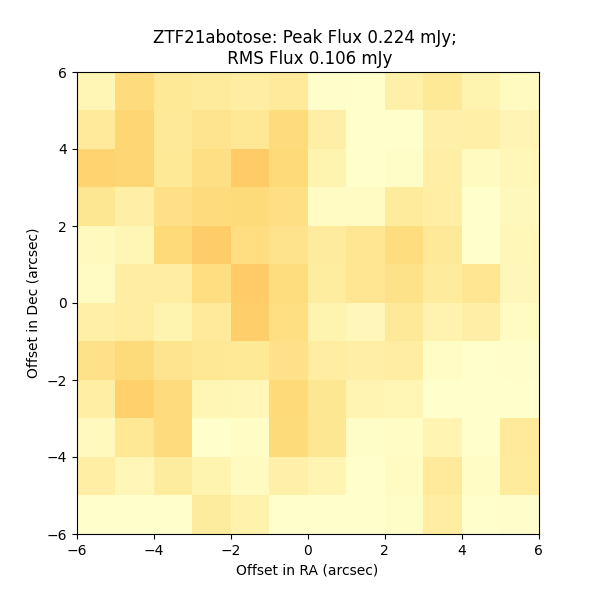 ZTF21abotose: Peak Flux 0.224 mJy;
RMS Flux 0.106 mJy
6
4
2
0
−2
−4
−6
Offset in Dec (arcsec)
−6 −4 −2 0 2 4 6
Offset in RA (arcsec)